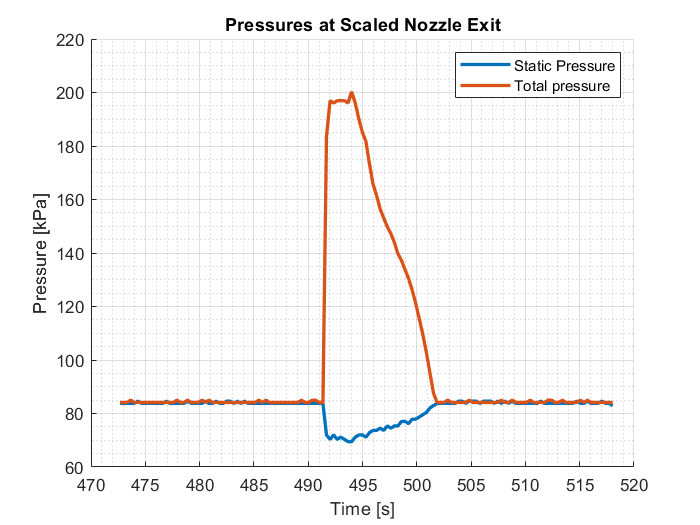 Pressures at Scaled Nozzle Exit
220
200
180
160
140
120
100
80
60
Pressure [kPa]
Static Pressure
Total pressure
470 475 480 485 490 495 500 505 510 515 520
Time [s]